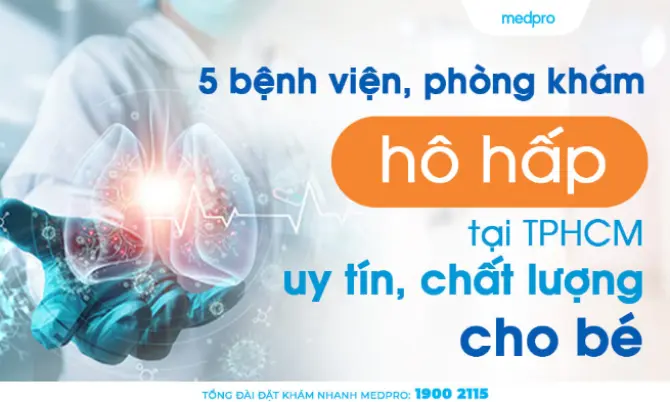 medpro
5 bệnh viện, phòng khám
hô hấp
tại TPHCM
uy tín, chất lượng
cho bé
TỔNG ĐÀI ĐẶT KHÁM NHANH MEDPRO: 1900 2115